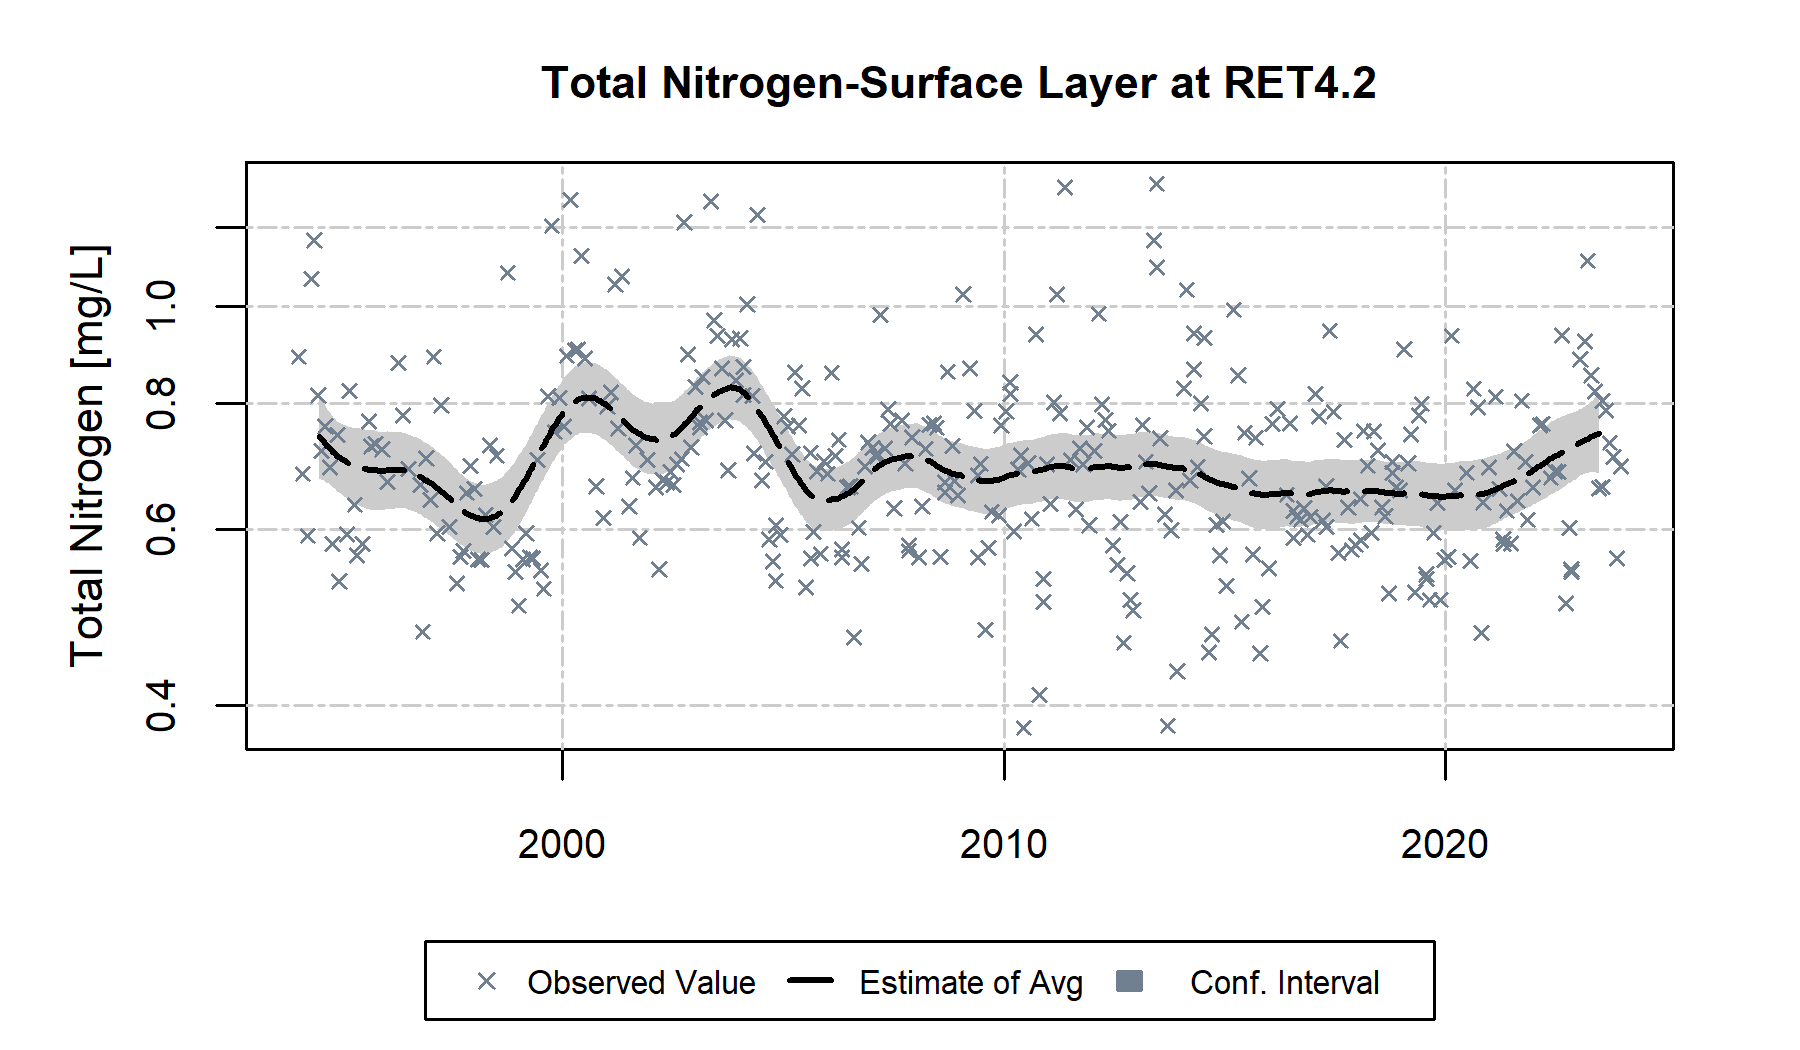 Total Nitrogen-Surface Layer at RET4.2
Total Nitrogen [mg/L]
1.0
0.8
0.6
0.4
2000 2010 2020
Observed Value Estimate of Avg Conf. Interval